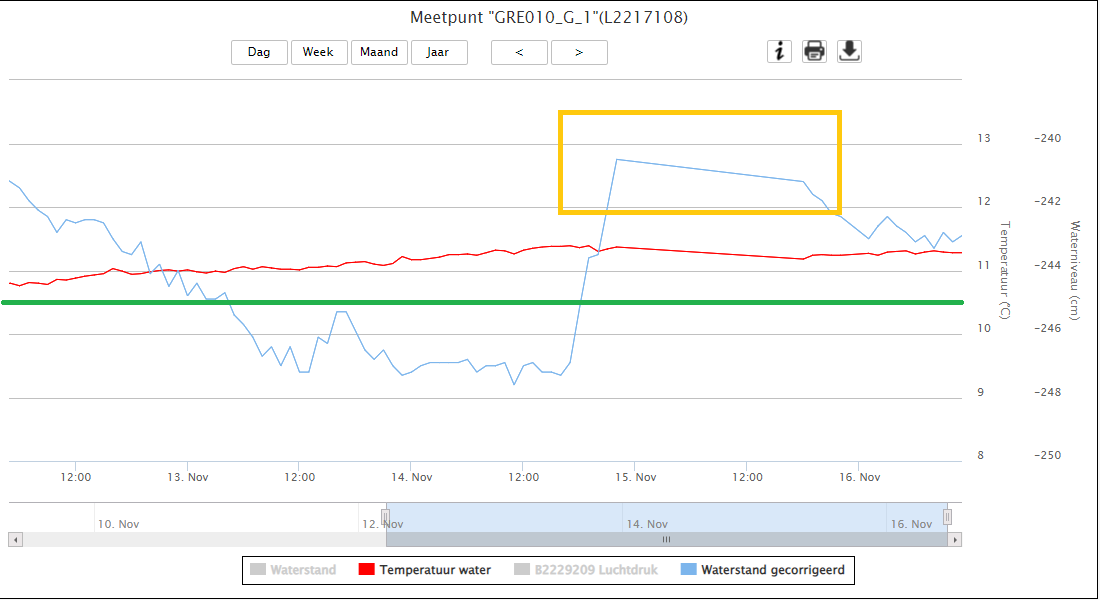 Meetpunt "GRE010_G_1"(L2217108)
Dag Week Maand Jaar < >
13 -240
12 -242
11 -244
10 -246
9 -248
8 -250
Temperatuur (°C)
Waterniveau (cm)
12:00 13. Nov 12:00 14. Nov 12:00 15. Nov 12:00 16. Nov
10. Nov 12. Nov 14. Nov 16. Nov
Waterstand Temperatuur water B2229209 Luchtdruk Waterstand gecorrigeerd